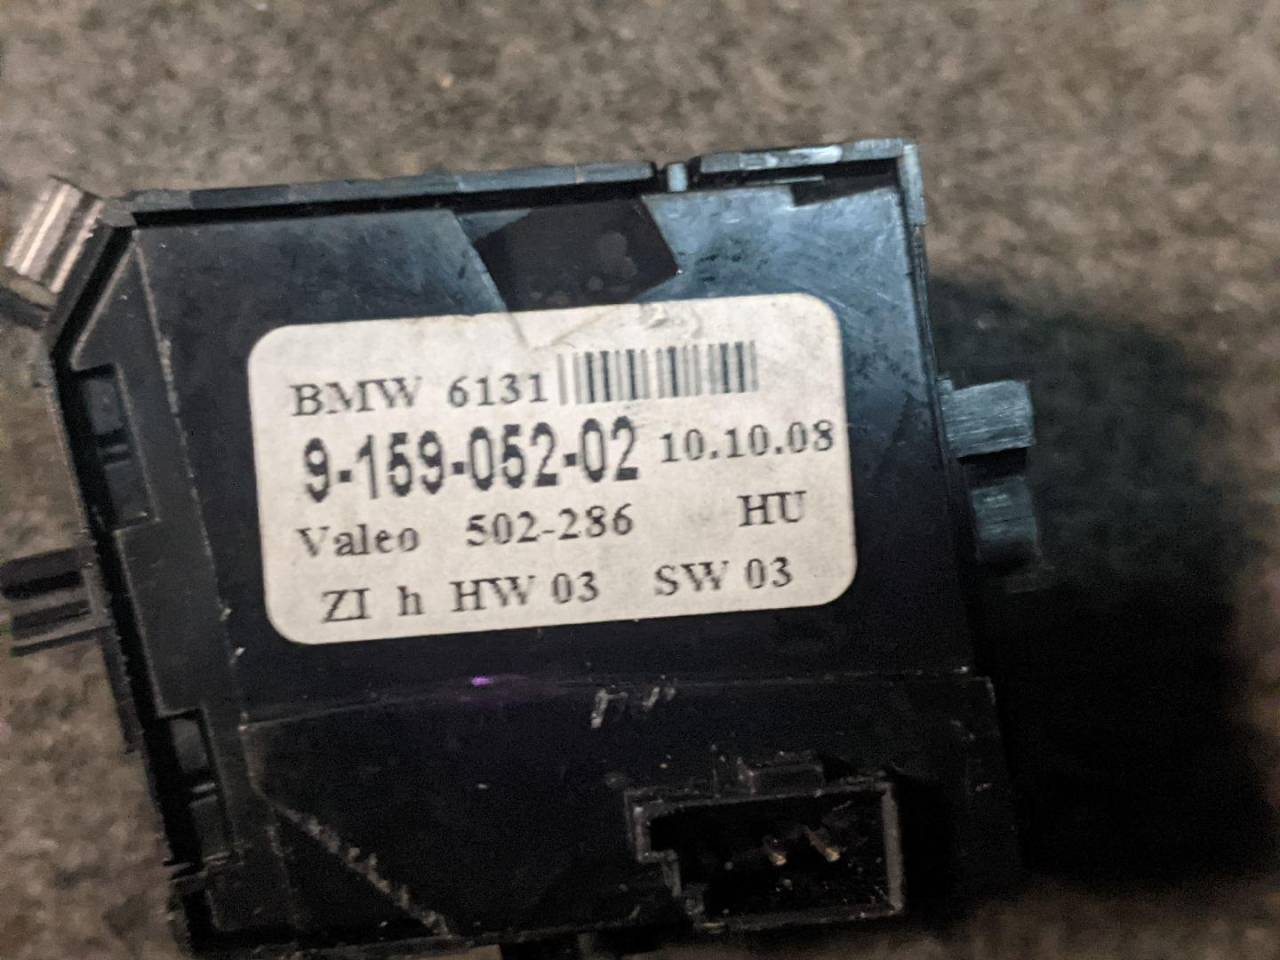 BMW 6131
9-159-052-02 10.10.08
Valeo 502-286 HU
ZI h HW 03 SW 03